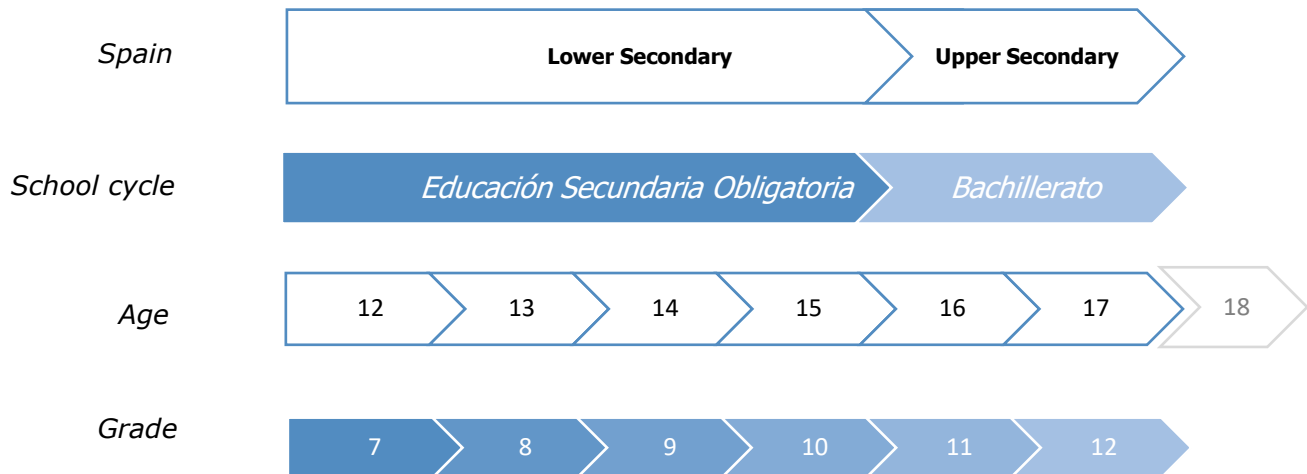 Spain Lower Secondary Upper Secondary
School cycle Educación Secundaria Obligatoria Bachillerato
Age 12 13 14 15 16 17 18
Grade 7 8 9 10 11 12